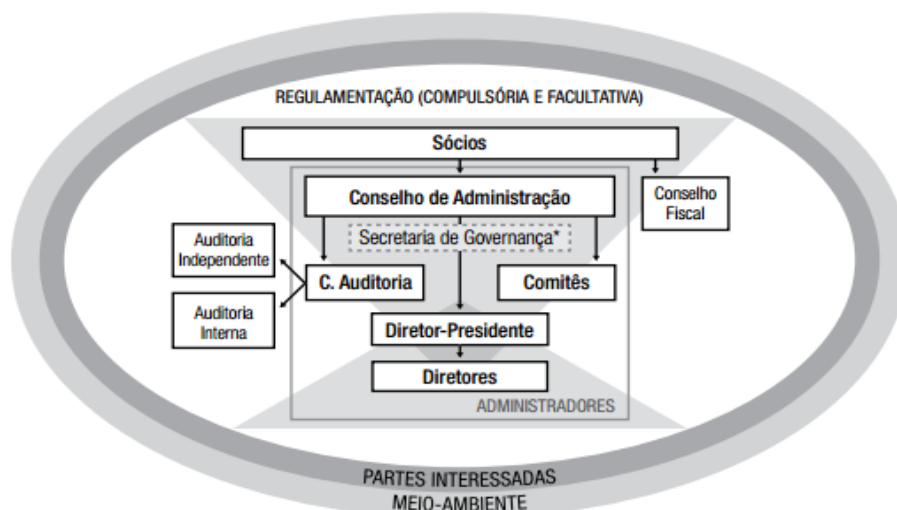 REGULAMENTAÇÃO (COMPULSÓRIA E FACULTATIVA)
Sócios
Conselho de Administração
Conselho
Fiscal
Secretaria de Governança*
Auditoria
Independente
C. Auditoria
Comitês
Auditoria
Interna
Diretor-Presidente
Diretores
ADMINISTRADORES
PARTES INTERESSADAS
MEIO-AMBIENTE